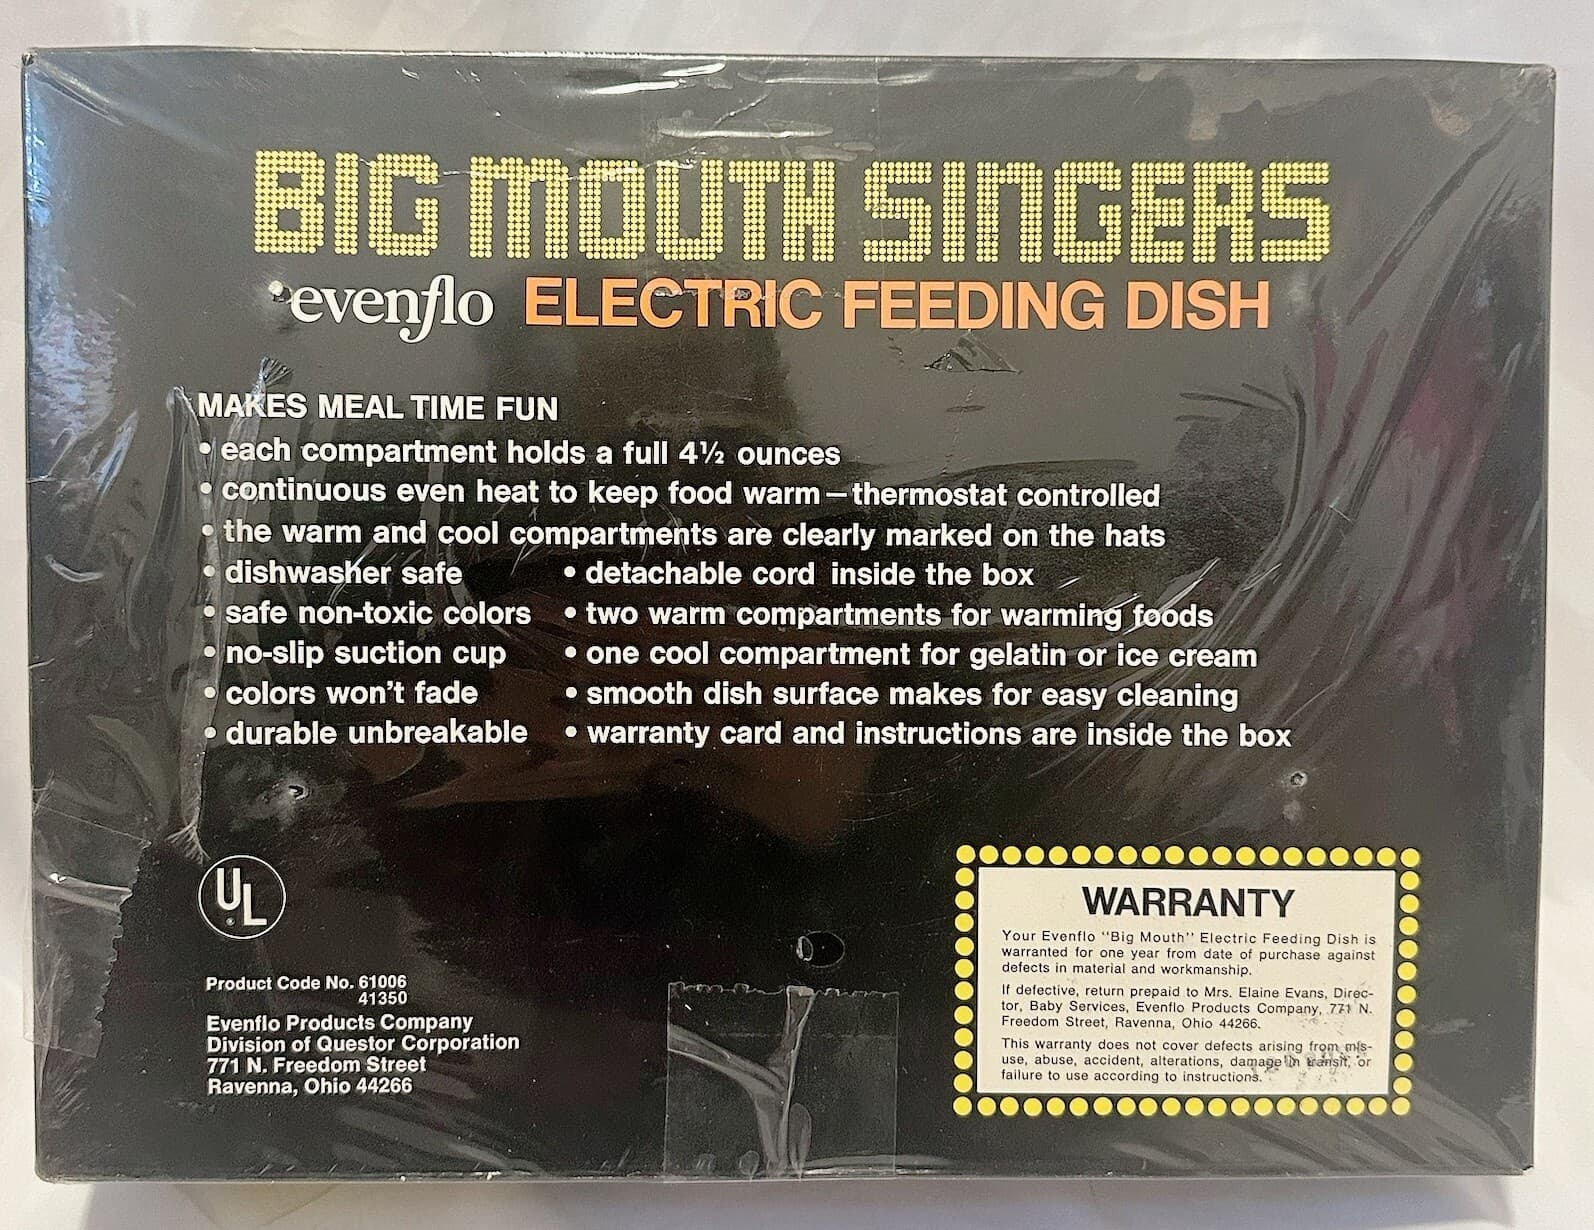 BIG MOUTH SINGERS
evenflo ELECTRIC FEEDING DISH
MAKES MEAL TIME FUN
• each compartment holds a full 4½ ounces
• continuous even heat to keep food warm—thermostat controlled
• the warm and cool compartments are clearly marked on the hats
• dishwasher safe
• safe non-toxic colors
• no-slip suction cup
• colors won't fade
• durable unbreakable
• detachable cord inside the box
• two warm compartments for warming foods
• one cool compartment for gelatin or ice cream
• smooth dish surface makes for easy cleaning
• warranty card and instructions are inside the box
UL
®
Product Code No. 61006
41350
Evenflo Products Company
Division of Questor Corporation
771 N. Freedom Street
Ravenna, Ohio 44266
WARRANTY
Your Evenflo "Big Mouth" Electric Feeding Dish is
warranted for one year from date of purchase against
defects in material and workmanship.
If defective, return prepaid to Mrs. Elaine Evans, Direc-
tor, Baby Services, Evenflo Products Company, 771 N.
Freedom Street, Ravenna, Ohio 44266.
This warranty does not cover defects arising from mis-
use, abuse, accident, alterations, damage in transit, or
failure to use according to instructions.